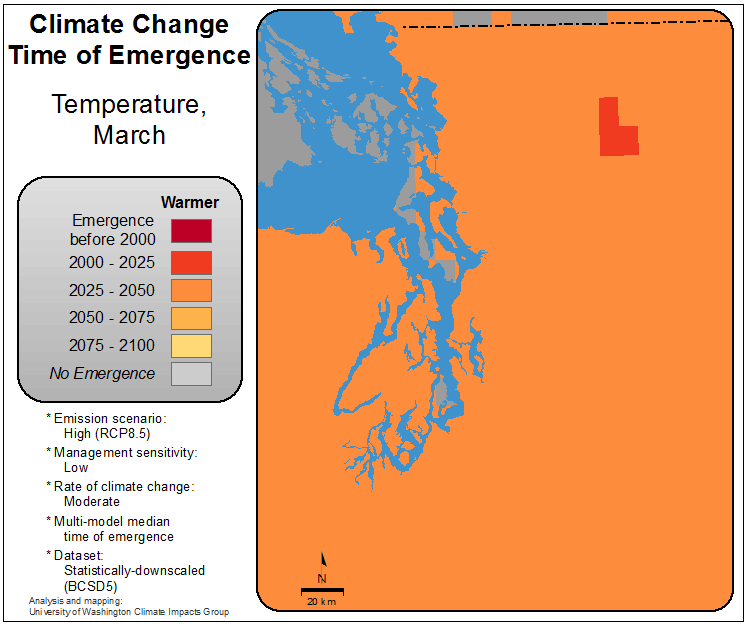 Climate Change
Time of Emergence
Temperature,
March
Warmer
Emergence
before 2000
2000 - 2025
2025 - 2050
2050 - 2075
2075 - 2100
No Emergence
* Emission scenario:
High (RCP8.5)
* Management sensitivity:
Low
* Rate of climate change:
Moderate
* Multi-model median
time of emergence
* Dataset:
Statistically-downscaled
(BCSD5)
Analysis and mapping:
University of Washington Climate Impacts Group
N
20 km